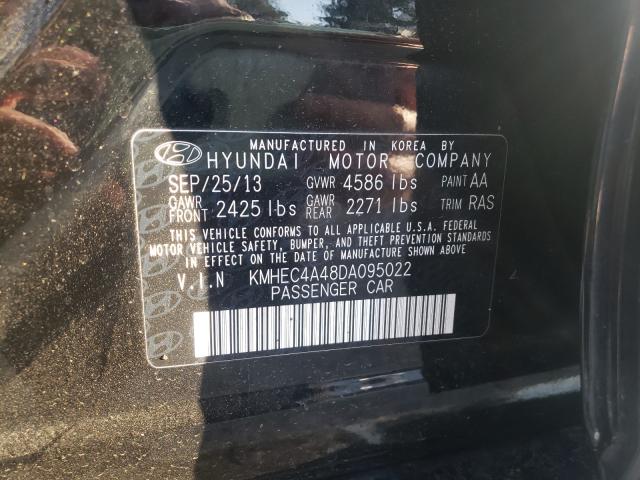 MANUFACTURED IN KOREA BY
HYUNDAI MOTOR COMPANY
SEP/25/13 GVWR 4586 lbs PAINT AA
GAWR FRONT 2425 lbs GAWR REAR 2271 lbs TRIM RAS
THIS VEHICLE CONFORMS TO ALL APPLICABLE U.S.A. FEDERAL
MOTOR VEHICLE SAFETY, BUMPER, AND THEFT PREVENTION STANDARDS
IN EFFECT ON THE DATE OF MANUFACTURE SHOWN ABOVE
V.I.N KMHEC4A48DA095022
PASSENGER CAR